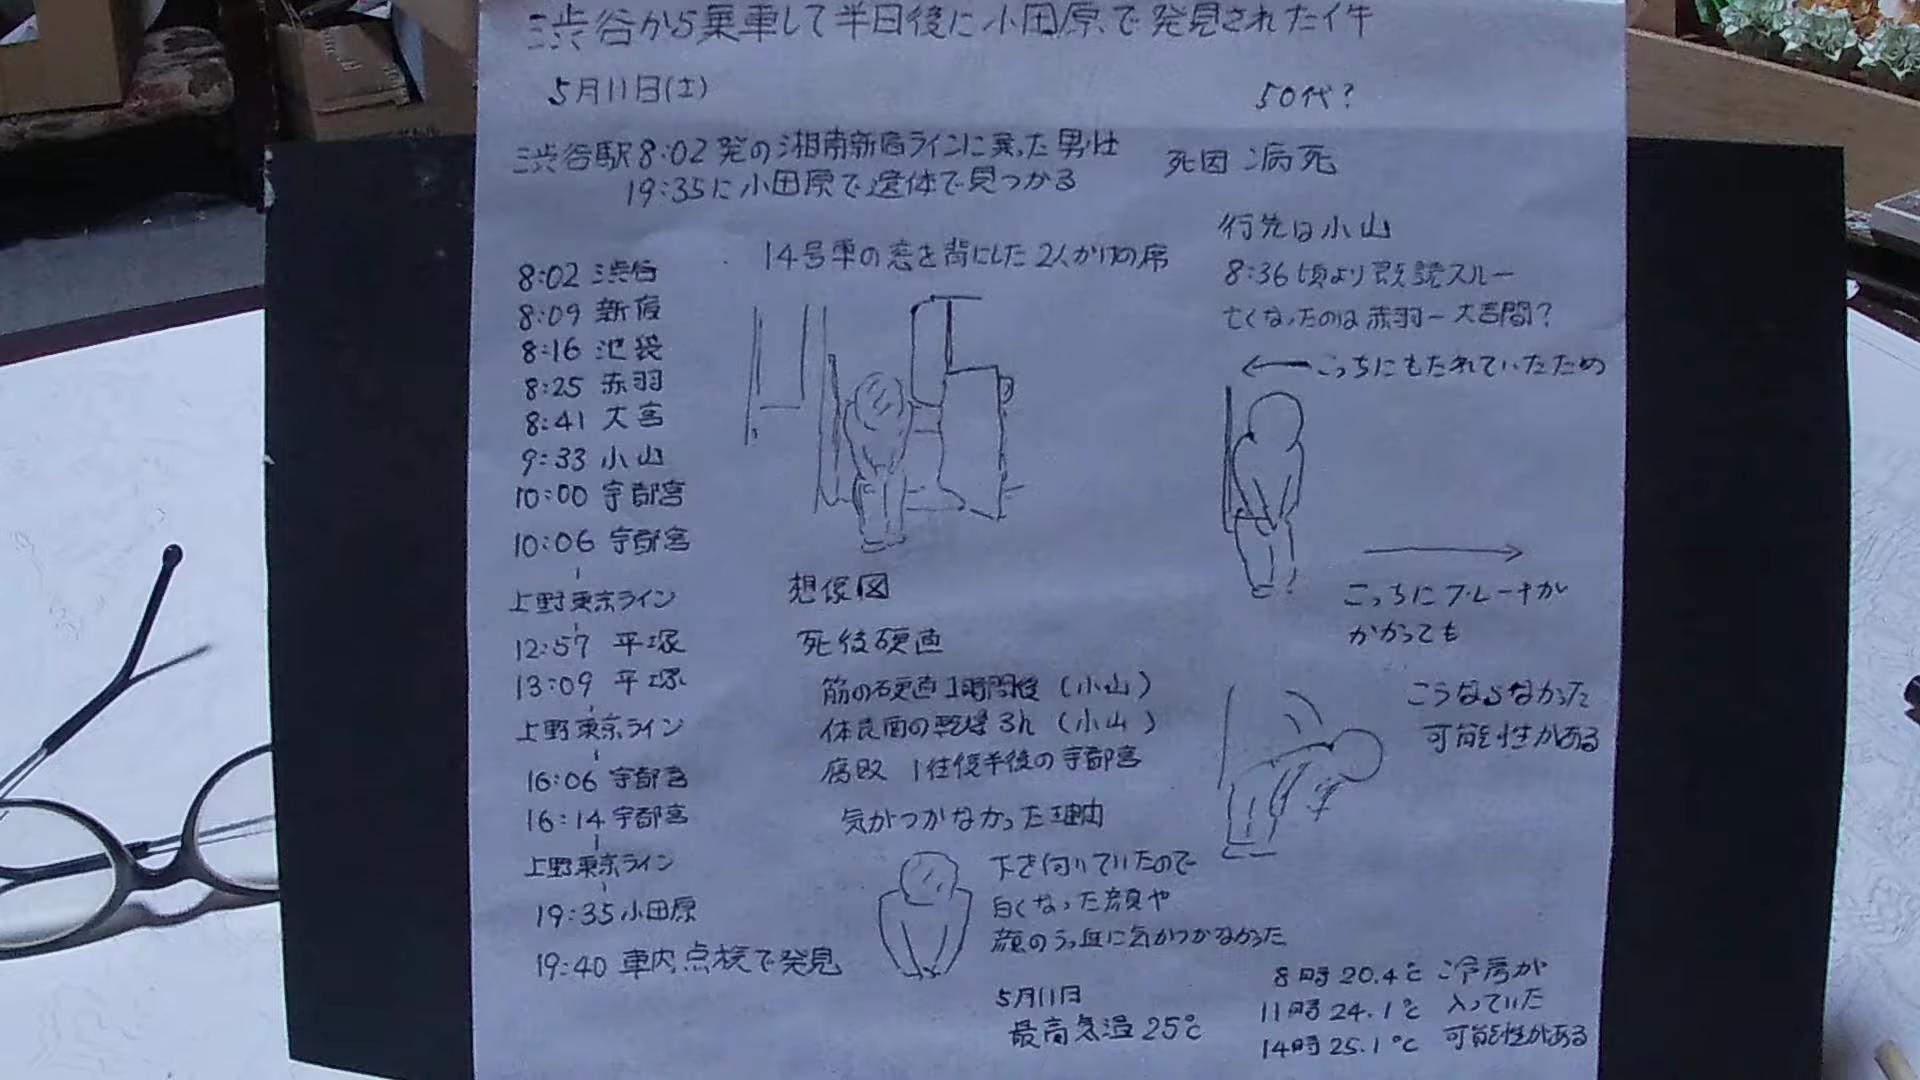 渋谷から乗車して半日後に小田原で発見された件
5月11日(土)
50代?
渋谷駅8:02発の湘南新宿ラインに乗った男性
19:35に小田原で遺体で見つかる
死因:病死
行先は小山
8:36頃より既読スルー
亡くなったのは赤羽ー大宮間?
14号車の窓を背にした2人がけの席
←こっちにもたれていたため
8:02 渋谷
8:09 新宿
8:16 池袋
8:25 赤羽
8:41 大宮
9:33 小山
10:00 宇都宮
10:06 宇都宮
上野東京ライン
12:57 平塚
13:09 平塚
上野東京ライン
16:06 宇都宮
16:14 宇都宮
上野東京ライン
19:35 小田原
19:40 車内点検で発見
想像図
死後硬直
筋の硬直 1時間後 (小山)
体表面の乾燥 3h (小山)
腐敗 1往復半後の宇都宮
→
こっちにブレーキが
かかっても
こうならなかった
可能性がある
気がつかなかった理由
下を向いていたので
白くなった顔や
顔のうっ血に気がつかなかった
5月11日
最高気温25℃
8時 20.4℃
11時 24.1℃
14時 25.1℃
冷房が
入っていた
可能性がある